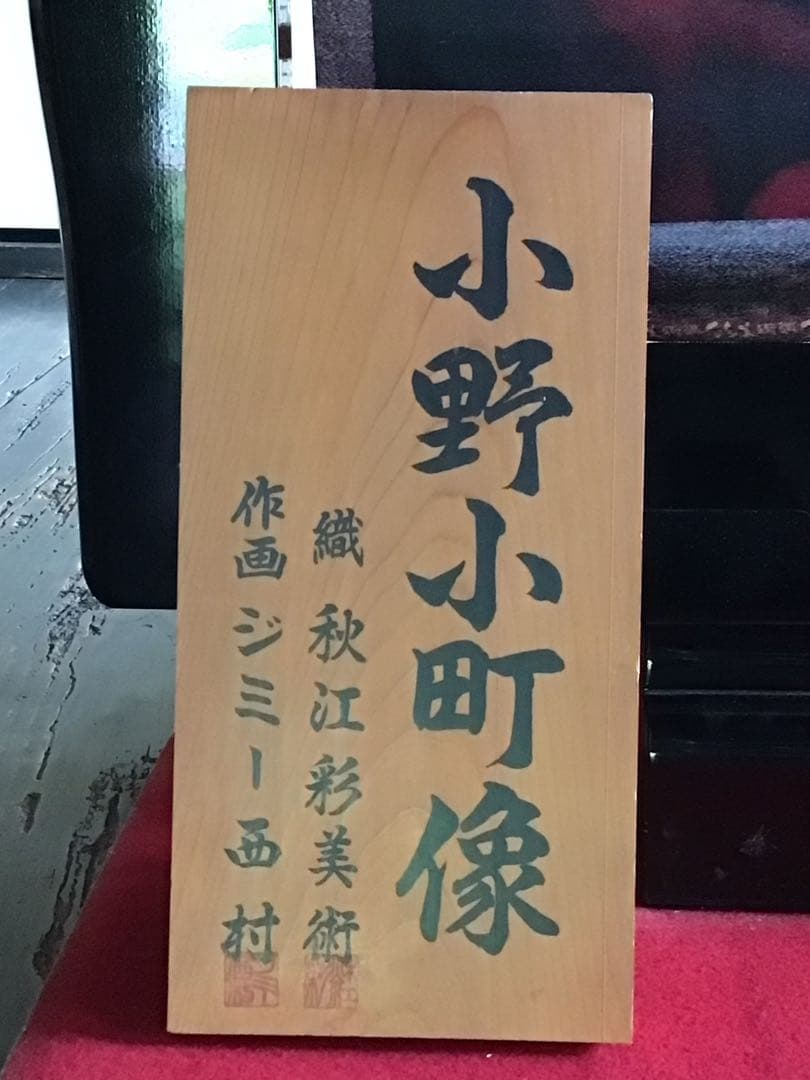 小野小町像
織 秋江彩美術
作画 ジミー西村